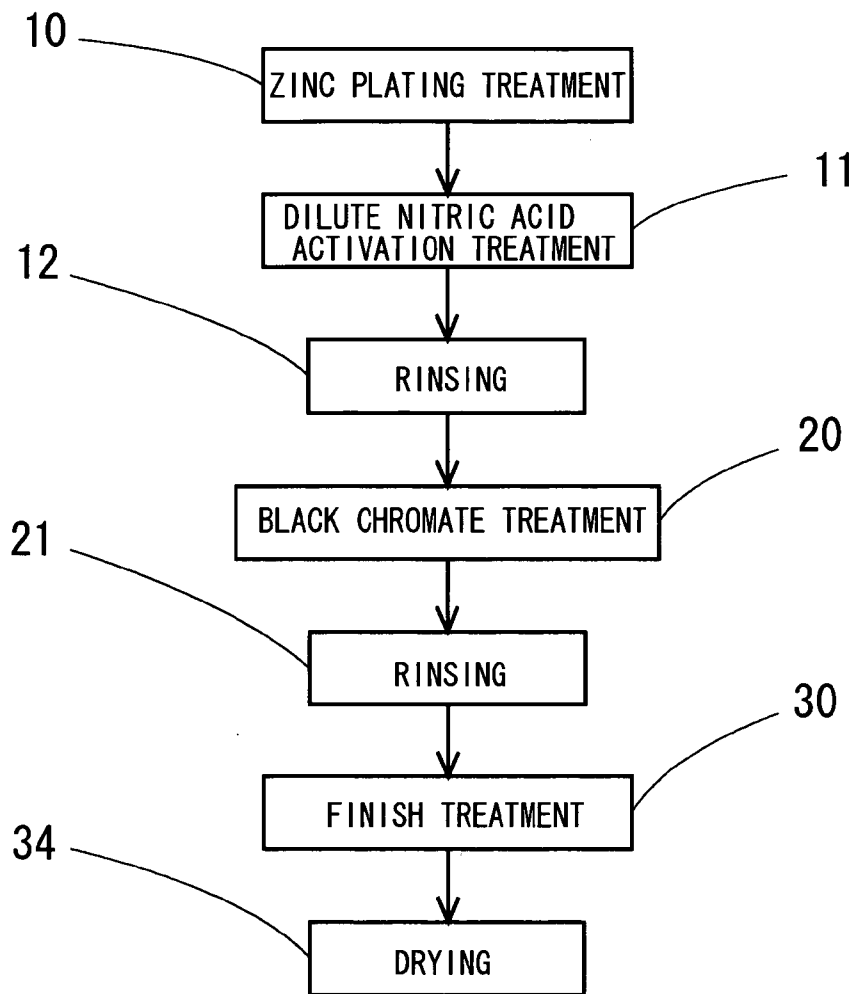 10
ZINC PLATING TREATMENT
11
DILUTE NITRIC ACID
ACTIVATION TREATMENT
12
RINSING
20
BLACK CHROMATE TREATMENT
21
RINSING
30
FINISH TREATMENT
34
DRYING